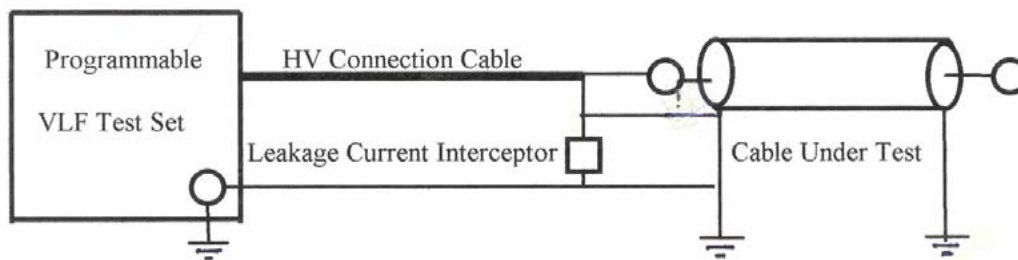 Programmable
VLF Test Set
HV Connection Cable
Leakage Current Interceptor
Cable Under Test